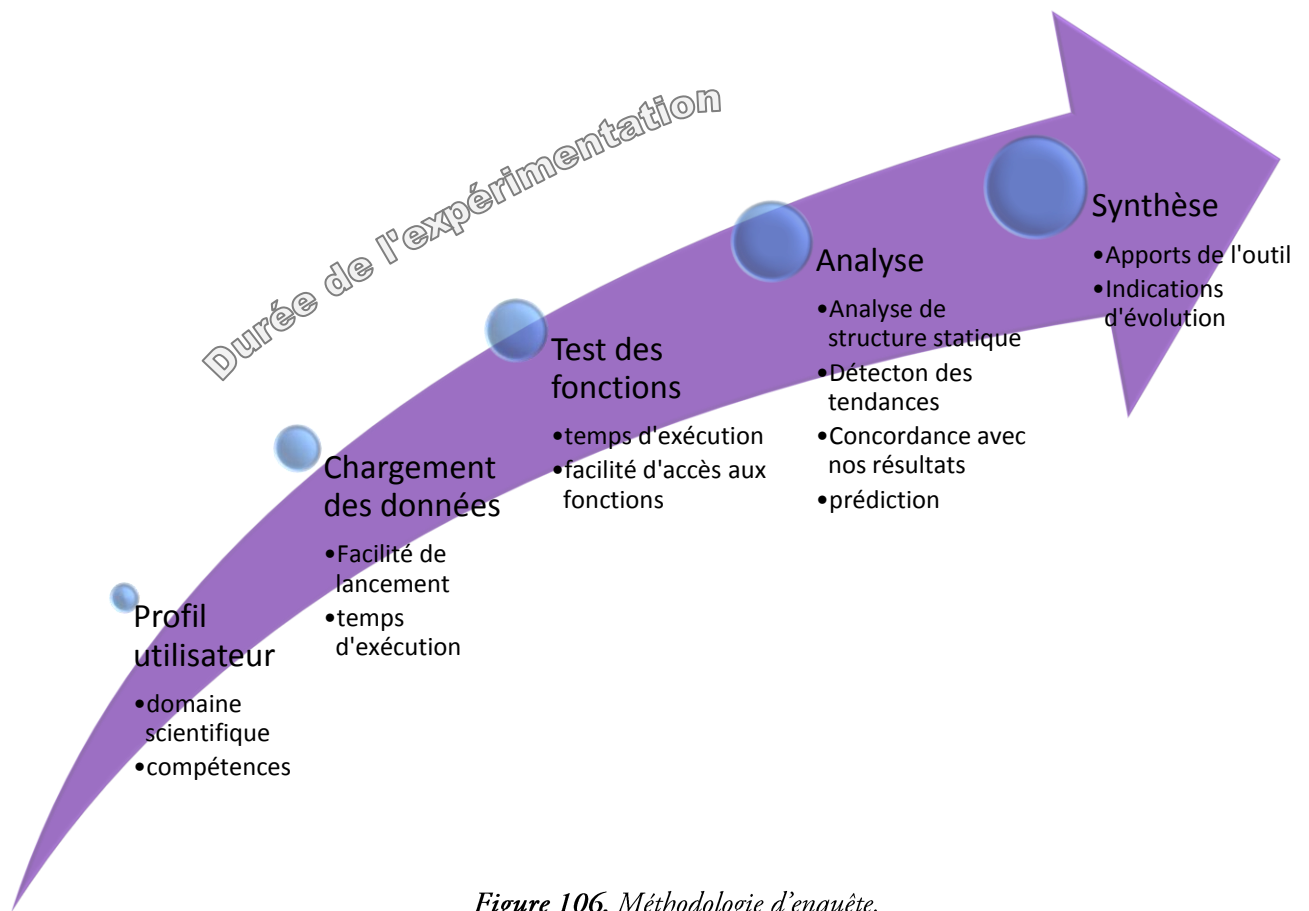 Durée de l'expérimentation
Profil
utilisateur
•domaine
scientifique
•compétences
Chargement
des données
•Facilité de
lancement
•temps
d'exécution
Test des
fonctions
•temps d'exécution
•facilité d'accès aux
fonctions
Analyse
•Analyse de
structure statique
•Détecton des
tendances
•Concordance avec
nos résultats
•prédiction
Synthèse
•Apports de l'outil
•Indications
d'évolution
Figure 106. Méthodologie d’enquête.